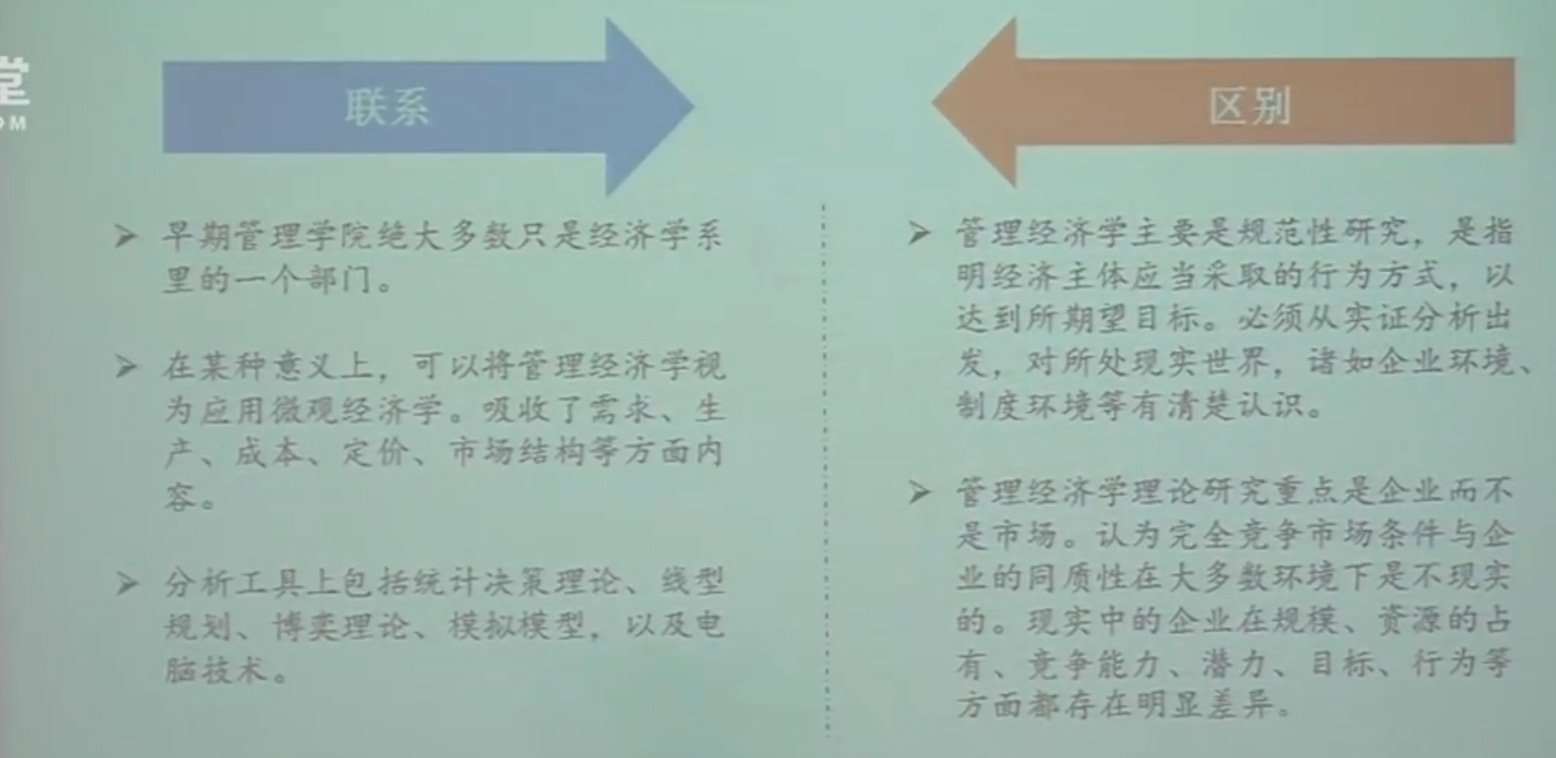 堂
OM
联系
区别
早期管理学院绝大多数只是经济学系
里的一个部门。
在某种意义上，可以将管理经济学视
为应用微观经济学。吸收了需求、生
产、成本、定价、市场结构等方面内
容。
分析工具上包括统计决策理论、线型
规划、博弈理论、模拟模型，以及电
脑技术。
管理经济学主要是规范性研究，是指
明经济主体应当采取的行为方式，以
达到所期望目标。必须从实证分析出
发，对所处现实世界，诸如企业环境、
制度环境等有清楚认识。
管理经济学理论研究重点是企业而不
是市场。认为完全竞争市场条件与企
业的同质性在大多数环境下是不现实
的。现实中的企业在规模、资源的占
有、竞争能力、潜力、目标、行为等
方面都存在明显差异。